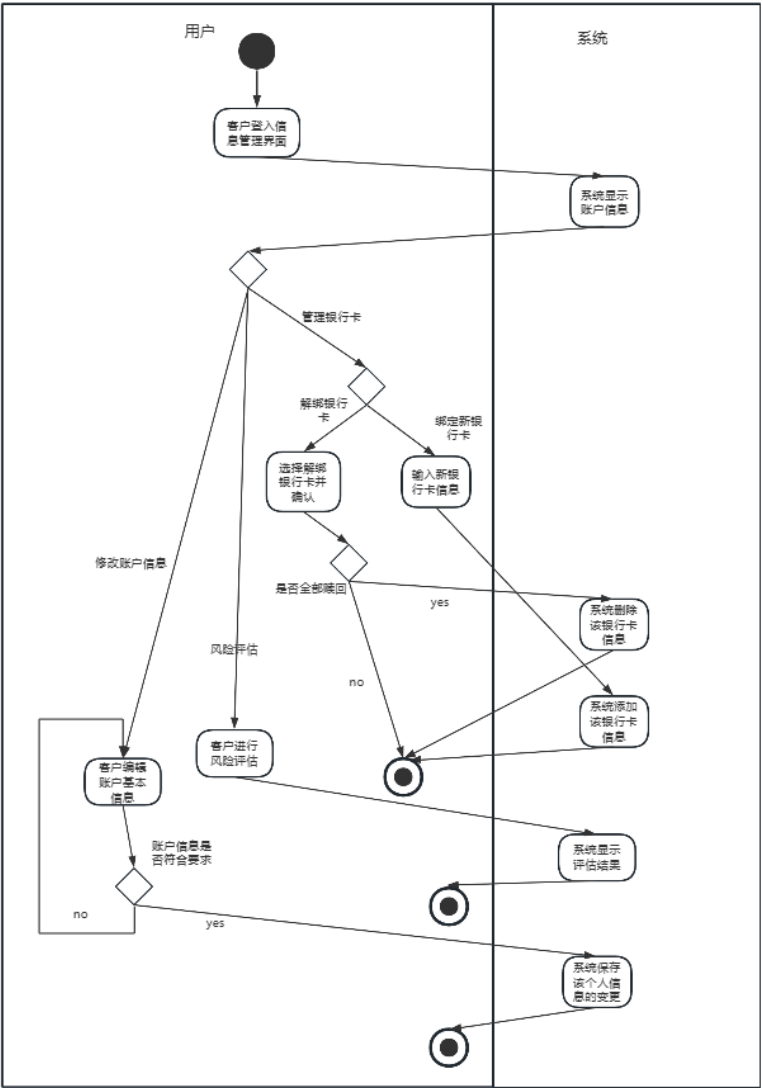 用户
系统
客户登入信
息管理界面
系统显示
账户信息
管理银行卡
解绑银行
卡
绑定新银
行卡
选择解绑
银行卡并
确认
输入新银
行卡信息
修改账户信息
是否全部赎回
yes
系统删除
该银行卡
信息
风险评估
no
系统添加
该银行卡
信息
客户进行
风险评估
客户编辑
账户基本
信息
账户信息是
否符合要求
系统显示
评估结果
no
yes
系统保存
该个人信
息的变更